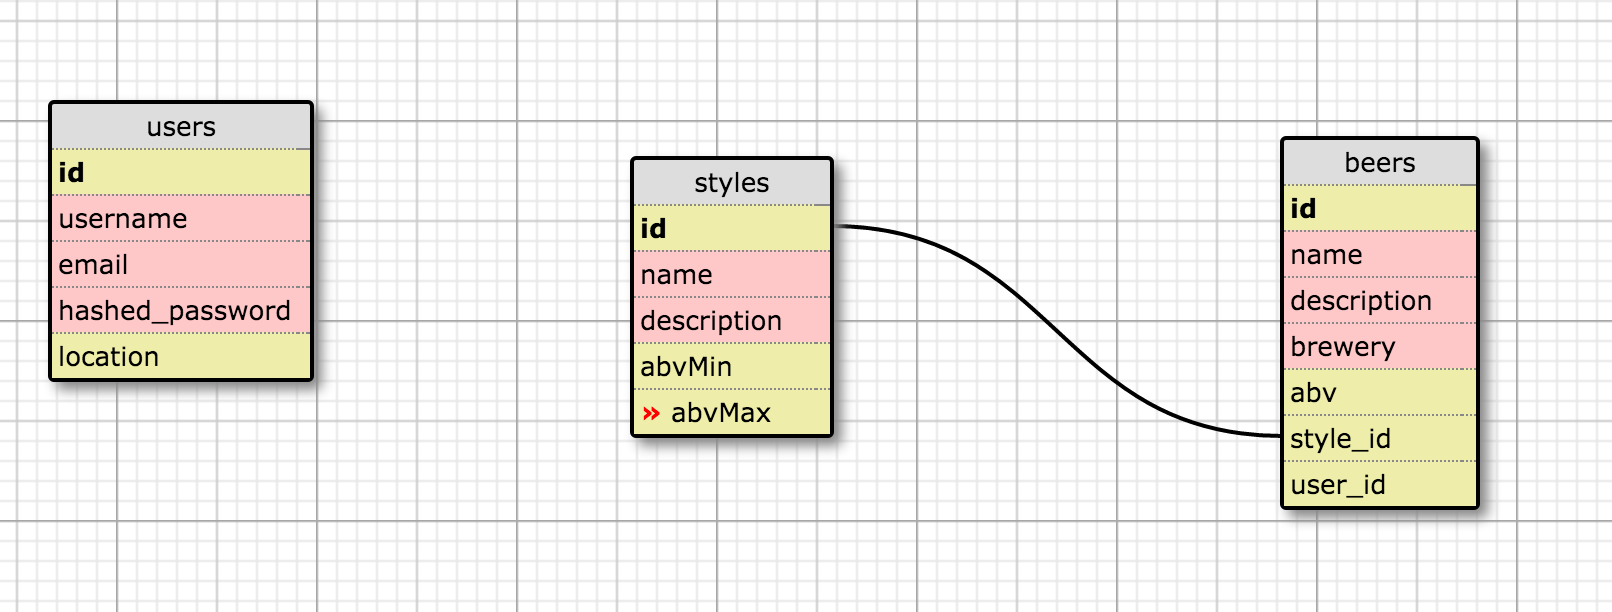 users
id
username
email
hashed_password
location
styles
id
name
description
abvMin
» abvMax
beers
id
name
description
brewery
abv
style_id
user_id